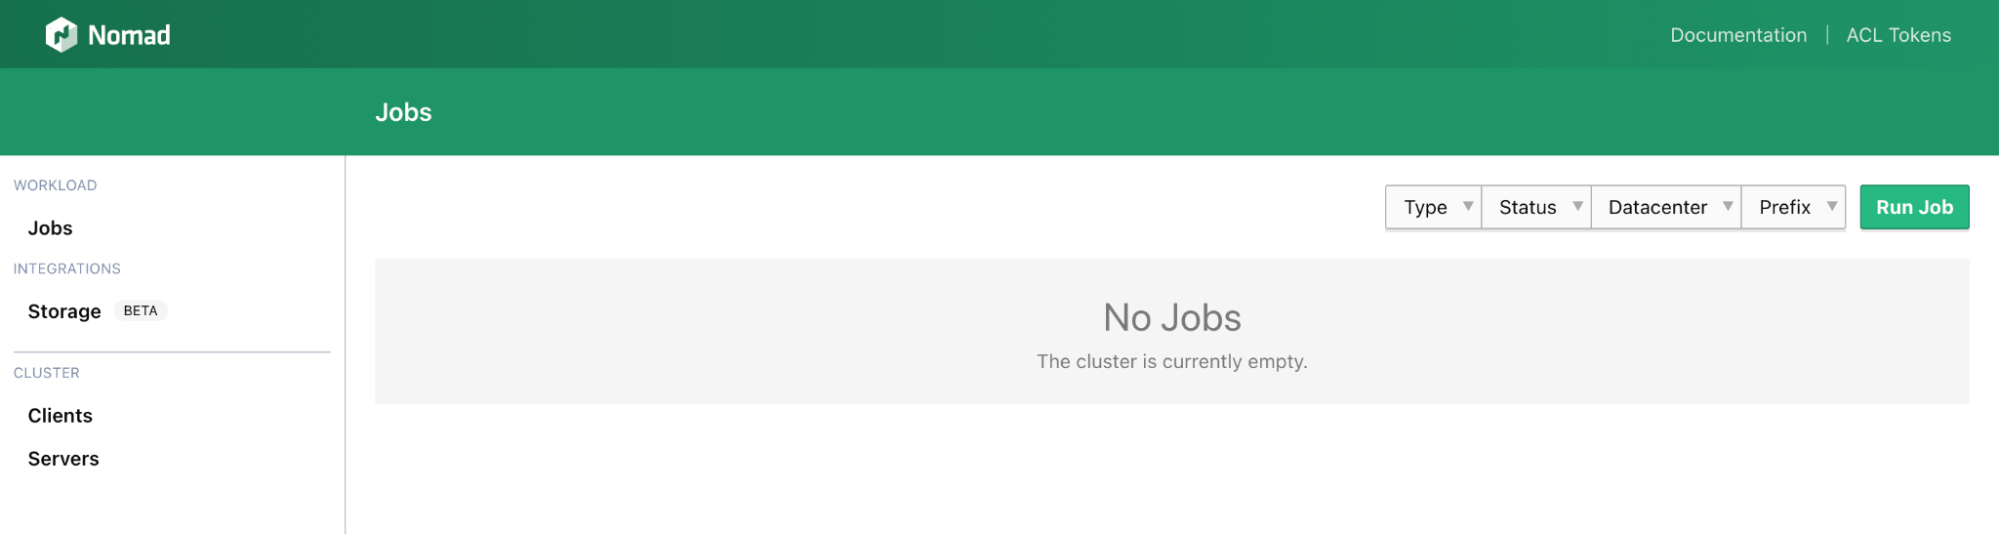 Nomad
Documentation
ACL Tokens
Jobs
WORKLOAD
Jobs
INTEGRATIONS
Storage BETA
CLUSTER
Clients
Servers
Type Status Datacenter Prefix Run Job
No Jobs
The cluster is currently empty.